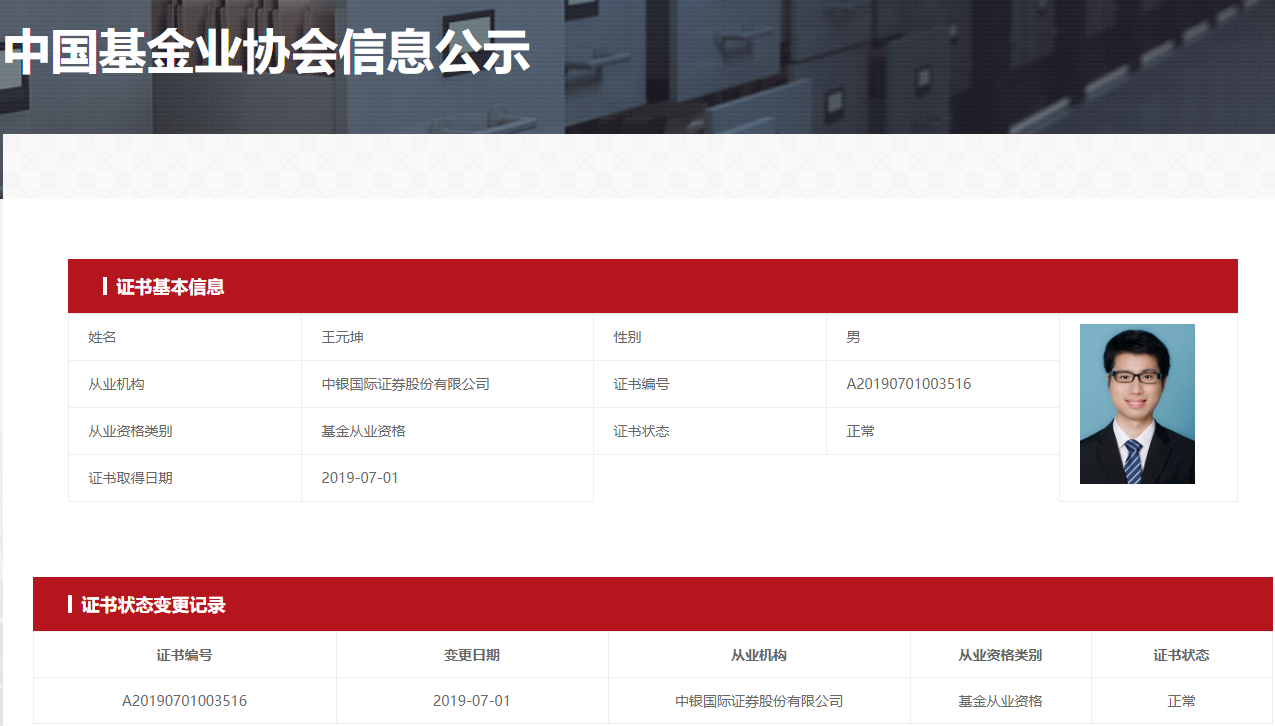 中国基金业协会信息公示
证书基本信息
姓名 王元坤 性别 男
从业机构 中银国际证券股份有限公司 证书编号 A20190701003516
从业资格类别 基金从业资格 证书状态 正常
证书取得日期 2019-07-01
证书状态变更记录
证书编号 变更日期 从业机构 从业资格类别 证书状态
A20190701003516 2019-07-01 中银国际证券股份有限公司 基金从业资格 正常